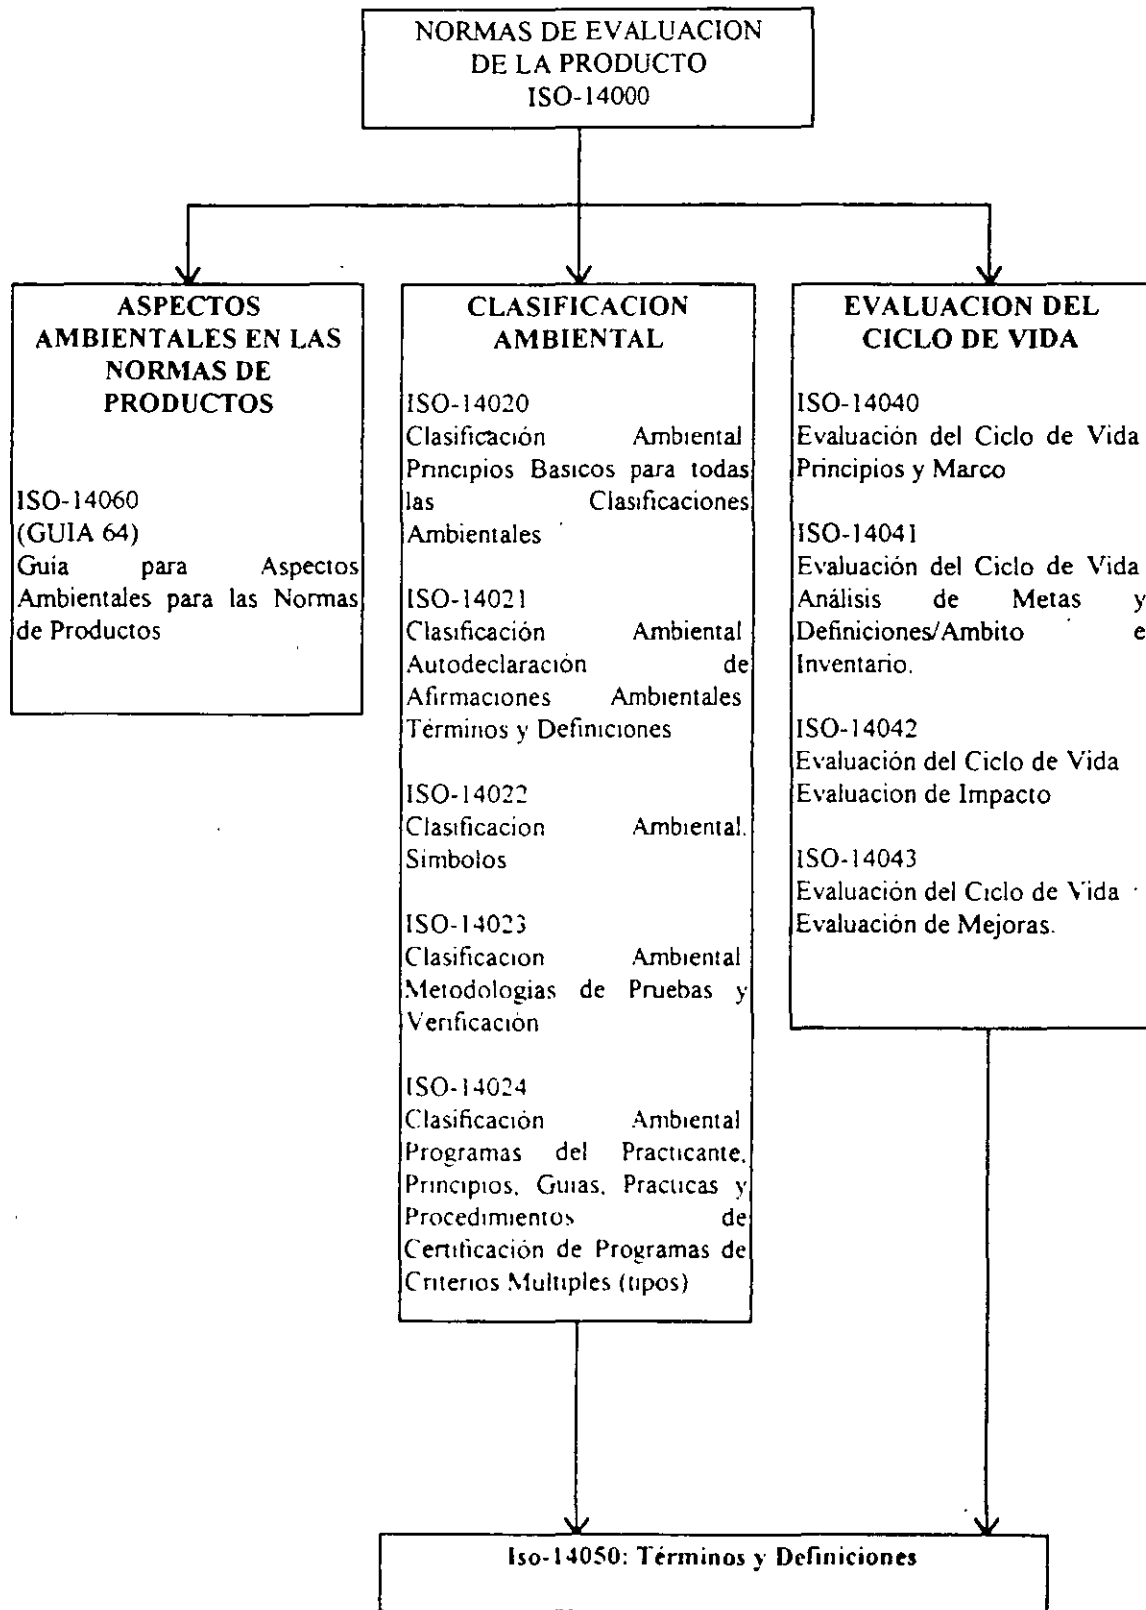 NORMAS DE EVALUACION
DE LA PRODUCTO
ISO-14000
ASPECTOS
AMBIENTALES EN LAS
NORMAS DE
PRODUCTOS
ISO-14060
(GUIA 64)
Guia para Aspectos
Ambientales para las Normas
de Productos
CLASIFICACION
AMBIENTAL
ISO-14020
Clasificación Ambiental
Principios Basicos para todas
las Clasificaciones
Ambientales
ISO-14021
Clasificación Ambiental
Autodeclaración de
Afirmaciones Ambientales
Términos y Definiciones
ISO-14022
Clasificacion Ambiental.
Simbolos
ISO-14023
Clasificacion Ambiental
Metodologias de Pruebas y
Verificación
ISO-14024
Clasificación Ambiental
Programas del Practicante.
Principios, Guias, Practicas y
Procedimientos de
Certificación de Programas de
Criterios Multiples (tipos)
EVALUACION DEL
CICLO DE VIDA
ISO-14040
Evaluación del Ciclo de Vida
Principios y Marco
ISO-14041
Evaluación del Ciclo de Vida
Análisis de Metas y
Definiciones/Ambito e
Inventario.
ISO-14042
Evaluación del Ciclo de Vida
Evaluacion de Impacto
ISO-14043
Evaluación del Ciclo de Vida
Evaluación de Mejoras.
Iso-14050: Términos y Definiciones